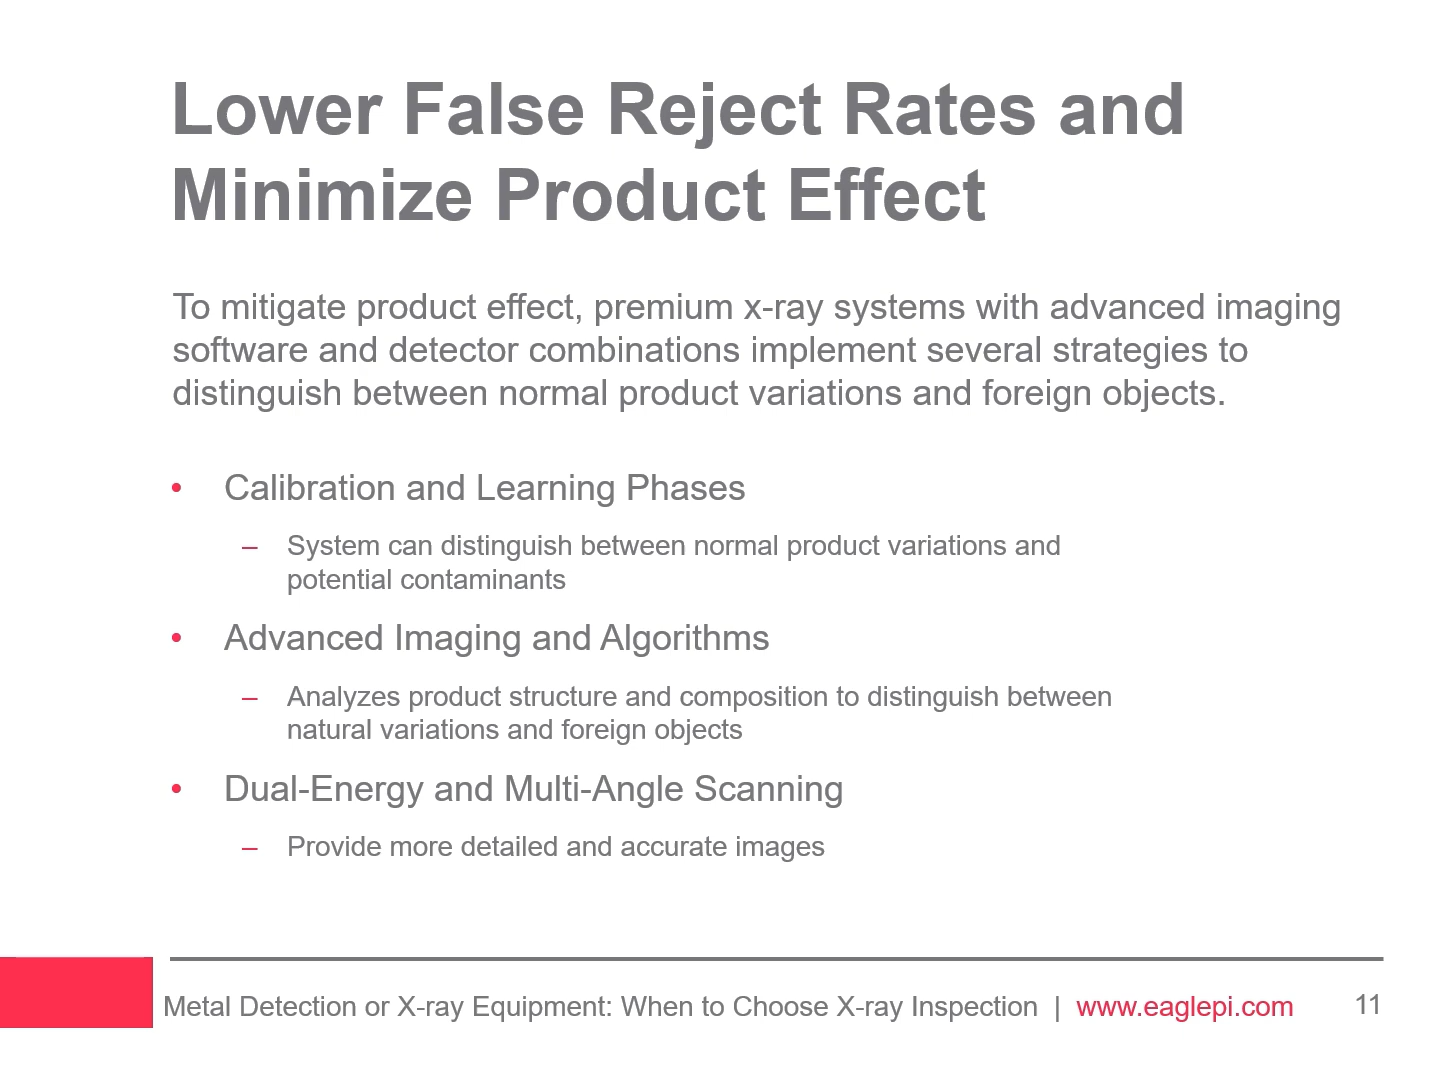 Lower False Reject Rates and
Minimize Product Effect
To mitigate product effect, premium x-ray systems with advanced imaging
software and detector combinations implement several strategies to
distinguish between normal product variations and foreign objects.
• Calibration and Learning Phases
– System can distinguish between normal product variations and
potential contaminants
• Advanced Imaging and Algorithms
– Analyzes product structure and composition to distinguish between
natural variations and foreign objects
• Dual-Energy and Multi-Angle Scanning
– Provide more detailed and accurate images
Metal Detection or X-ray Equipment: When to Choose X-ray Inspection | www.eaglepi.com 11